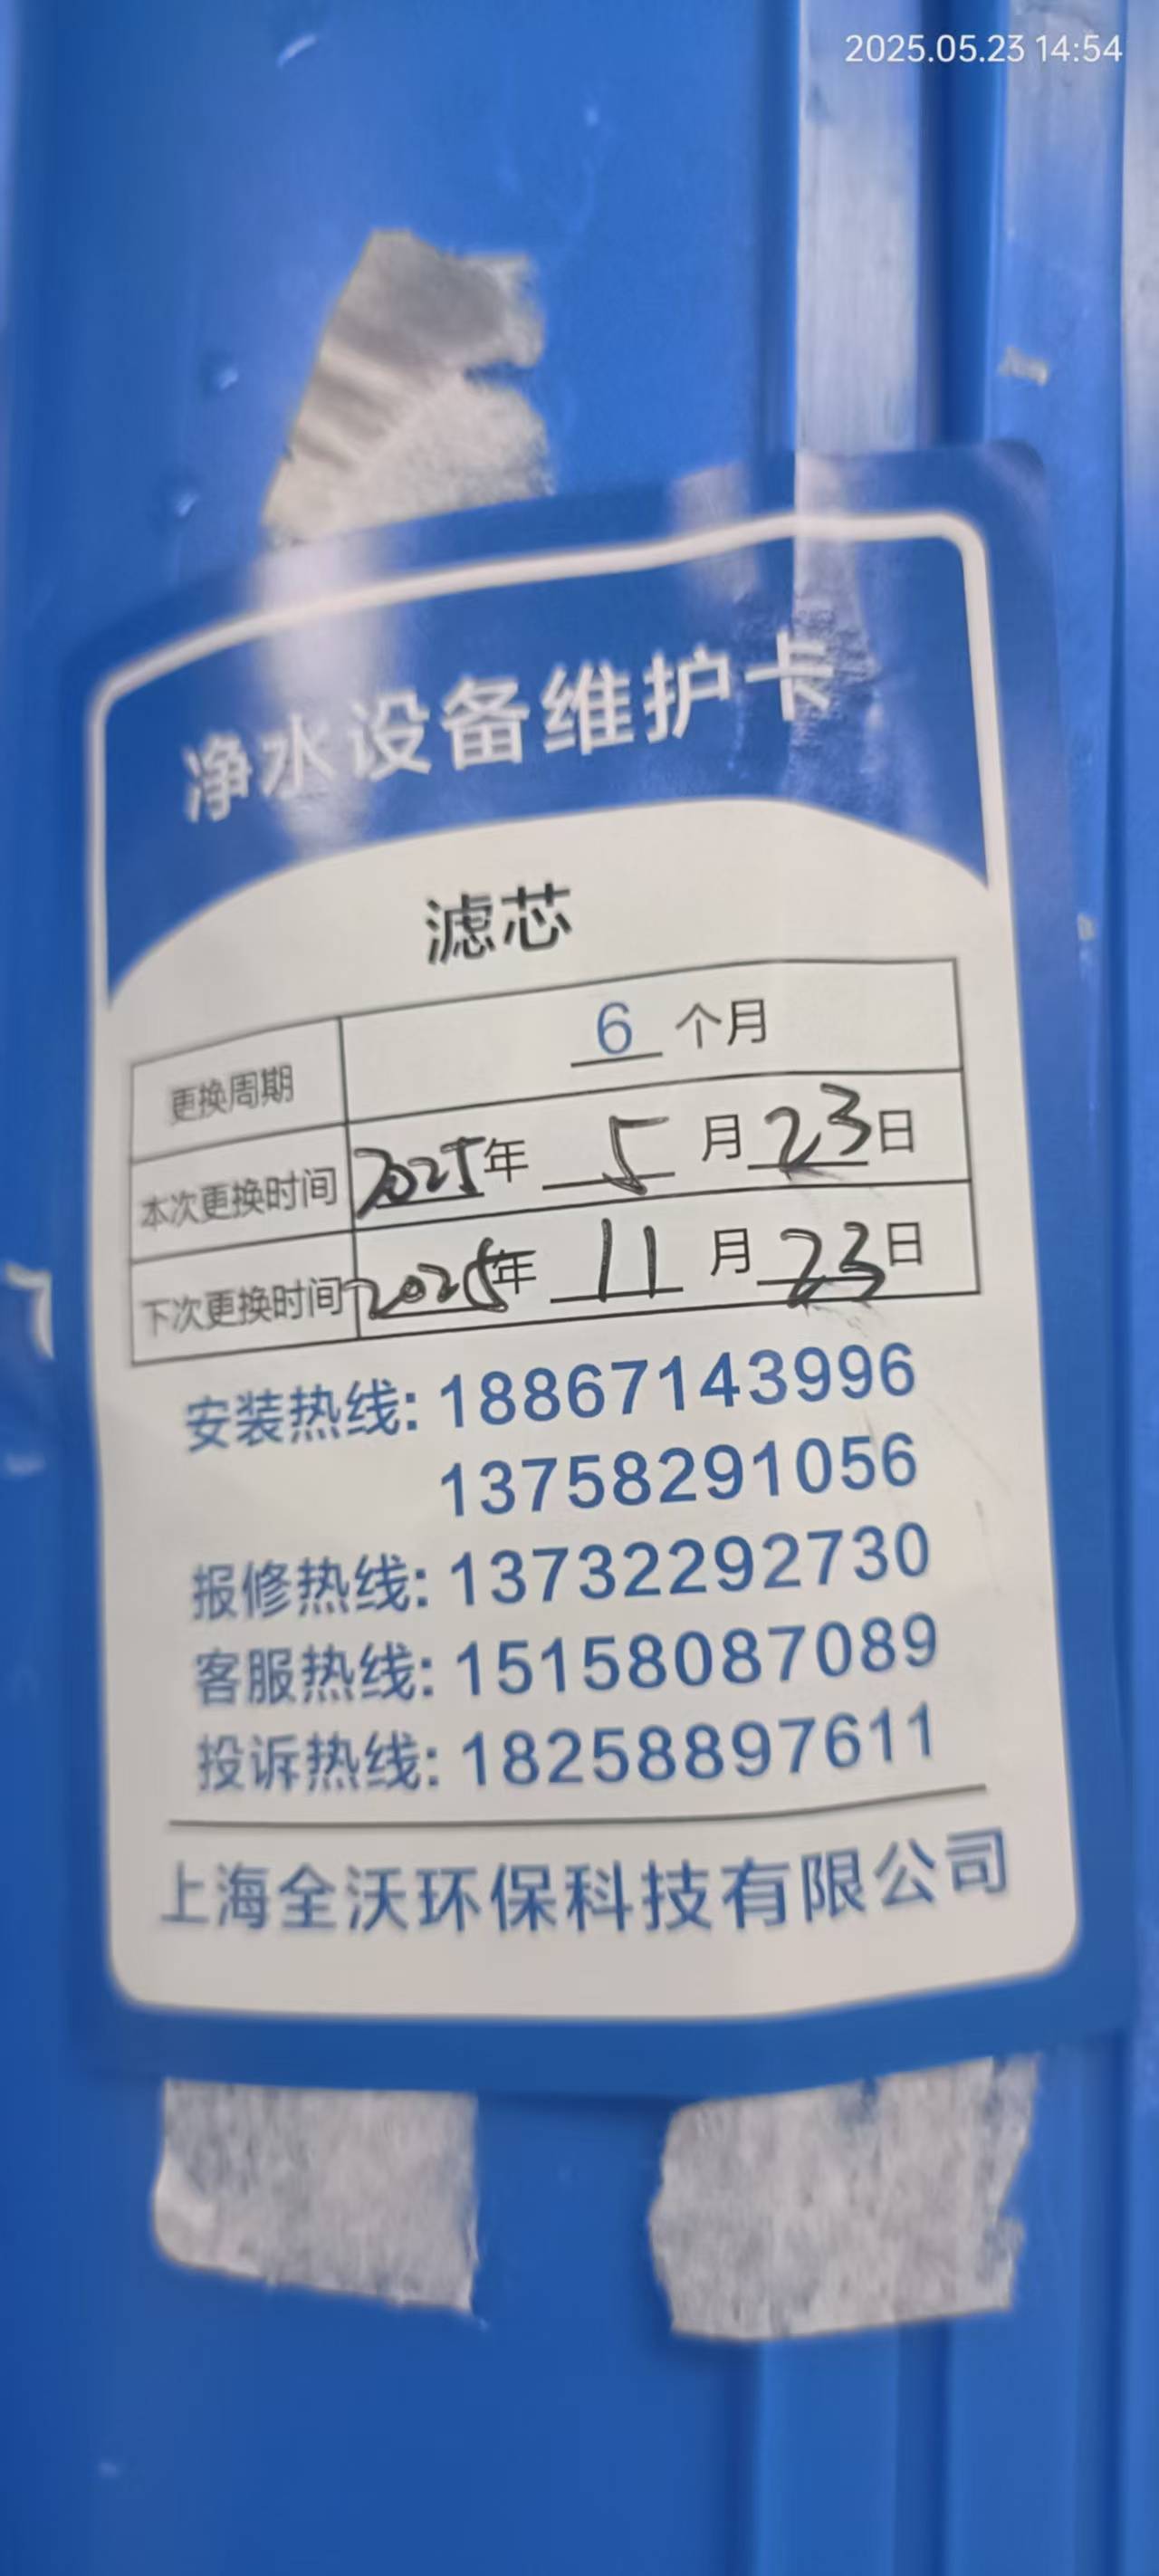 2025.05.23 14:54
净水设备维护卡
滤芯
更换周期 6 个月
本次更换时间 2025年 5 月 23 日
下次更换时间 2025年 11 月 23 日
安装热线: 18867143996
13758291056
报修热线: 13732292730
客服热线: 15158087089
投诉热线: 18258897611
上海全沃环保科技有限公司